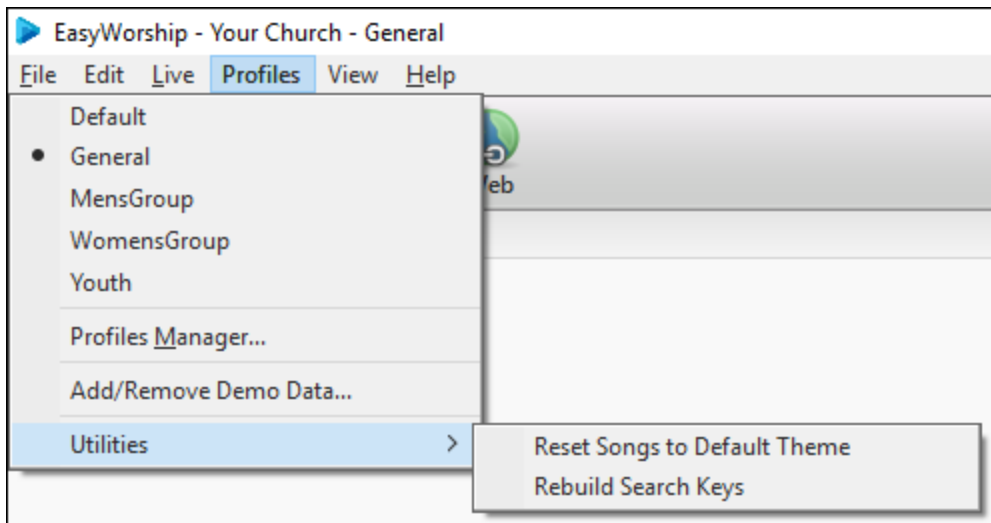 EasyWorship - Your Church - General
File Edit Live Profiles View Help
Default
General
MensGroup
WomensGroup
Youth
Profiles Manager...
Add/Remove Demo Data...
Utilities
Reset Songs to Default Theme
Rebuild Search Keys